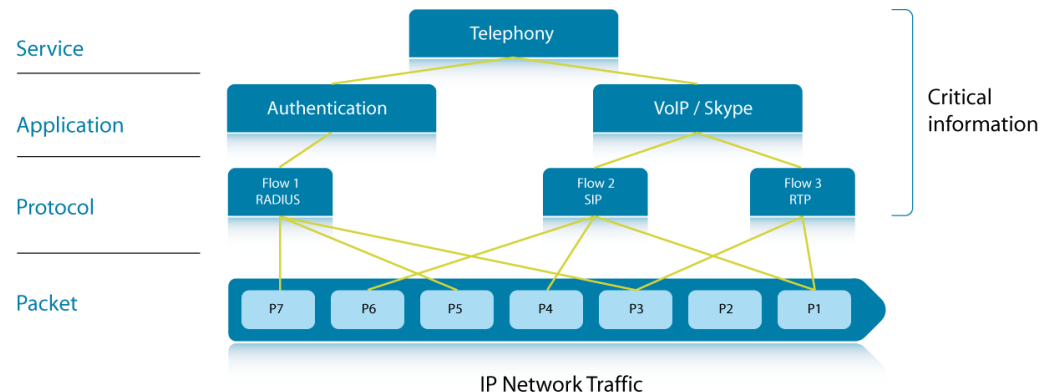 Telephony
Service
Critical
information
Authentication
VoIP / Skype
Application
Flow 1
RADIUS
Flow 2
SIP
Flow 3
RTP
Protocol
Packet
P7
P6
P5
P4
P3
P2
P1
IP Network Traffic